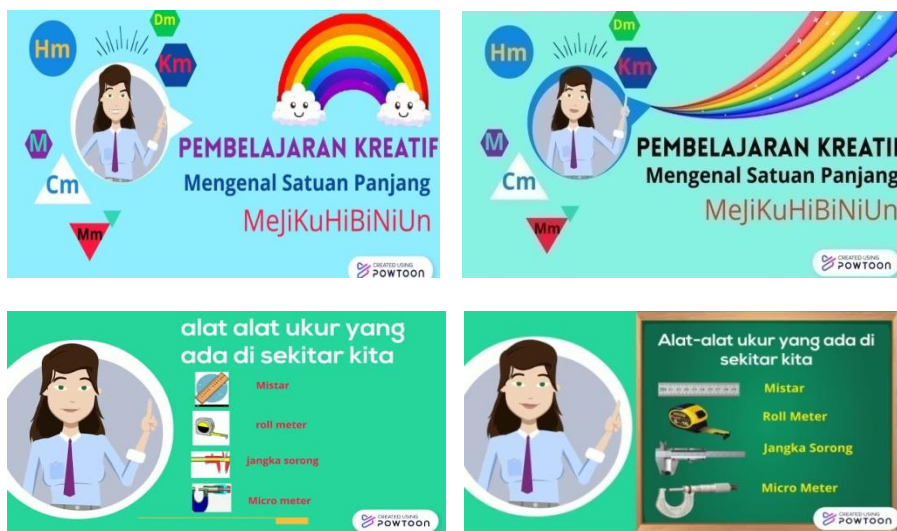 Dm
Hm
Km
M
PEMBELAJARAN KREATIF
Cm
Mengenal Satuan Panjang
MeJiKuHiBiNiUn
Mm
CREATED USING
POWTOON
Dm
Hm
Km
M
PEMBELAJARAN KREATI
Cm
Mengenal Satuan Panjang
MeJiKuHiBiNiUn
Mm
CREATED USING
POWTOON
alat alat ukur yang
ada di sekitar kita
Mistar
roll meter
jangka sorong
Micro meter
CREATED USING
POWTOON
Alat-alat ukur yang ada di
sekitar kita
Mistar
Roll Meter
Jangka Sorong
Micro Meter
CREATED USING
POWTOON